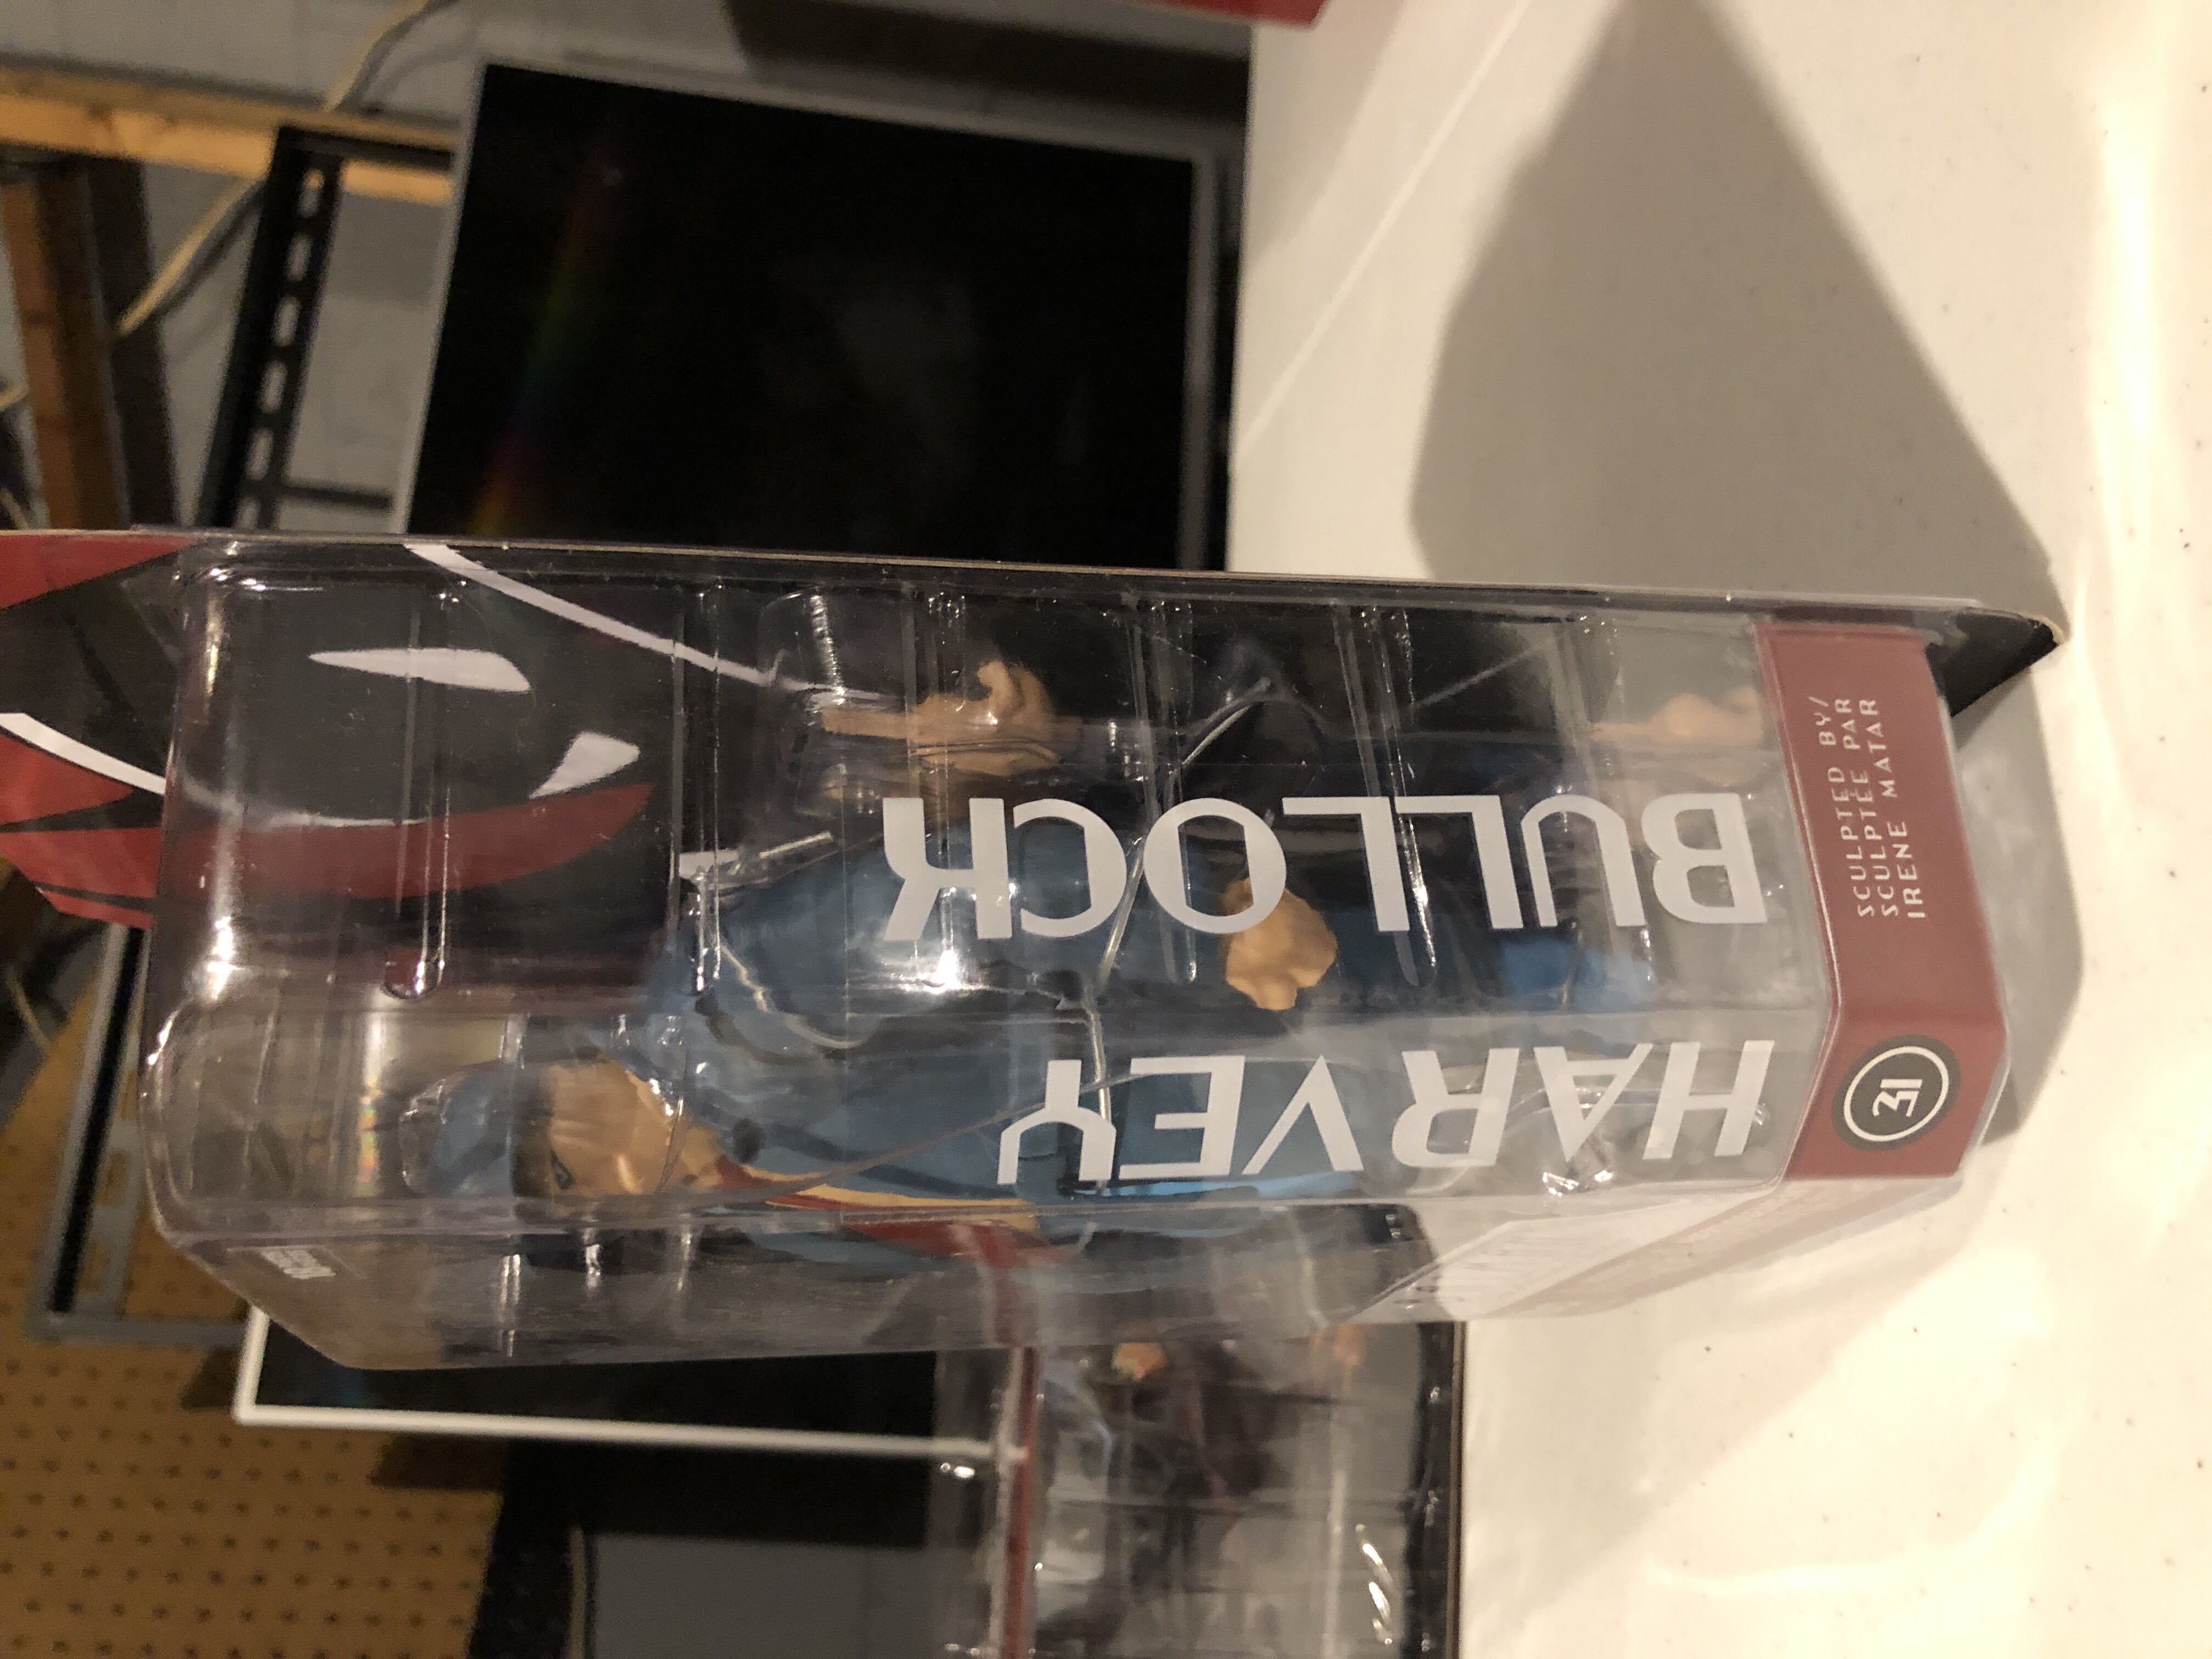 HARVEY
BULLOCK
31
SCULPTED BY/
SCULPTÉE PAR
IRENE MATAR